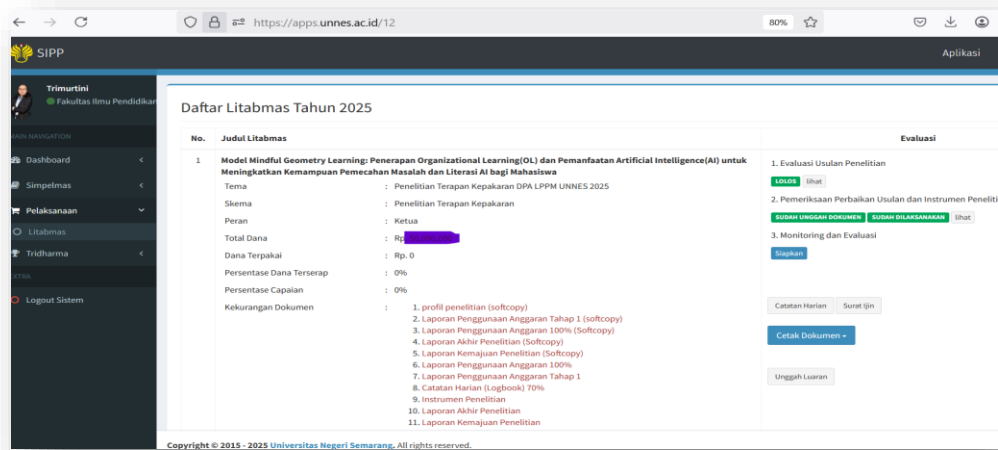 https://apps.unnes.ac.id/12
80%
SIPP
Aplikasi
Trimurtini
Fakultas Ilmu Pendidikan
MAIN NAVIGATION
Dashboard
Simpelmas
Pelaksanaan
Litabmas
Tridharma
EXTRA
Logout Sistem
Daftar Litabmas Tahun 2025
No. Judul Litabmas Evaluasi
1 Model Mindful Geometry Learning: Penerapan Organizational Learning(OL) dan Pemanfaatan Artificial Intelligence(AI) untuk
Meningkatkan Kemampuan Pemecahan Masalah dan Literasi AI bagi Mahasiswa
Tema : Penelitian Terapan Kepakaran DPA LPPM UNNES 2025
Skema : Penelitian Terapan Kepakaran
Peran : Ketua
Total Dana : Rp
Dana Terpakai : Rp. 0
Persentase Dana Terserap : 0%
Persentase Capaian : 0%
Kekurangan Dokumen :
1. profil penelitian (softcopy)
2. Laporan Penggunaan Anggaran Tahap 1 (softcopy)
3. Laporan Penggunaan Anggaran 100% (Softcopy)
4. Laporan Akhir Penelitian (Softcopy)
5. Laporan Kemajuan Penelitian (Softcopy)
6. Laporan Penggunaan Anggaran 100%
7. Laporan Penggunaan Anggaran Tahap 1
8. Catatan Harian (Logbook) 70%
9. Instrumen Penelitian
10. Laporan Akhir Penelitian
11. Laporan Kemajuan Penelitian
1. Evaluasi Usulan Penelitian
LOLOS lihat
2. Pemeriksaan Perbaikan Usulan dan Instrumen Peneliti
SUDAH UNGGAH DOKUMEN SUDAH DILAKSANAKAN lihat
3. Monitoring dan Evaluasi
Siapkan
Catatan Harian Surat Ijin
Cetak Dokumen
Unggah Luaran
Copyright © 2015 - 2025 Universitas Negeri Semarang. All rights reserved.